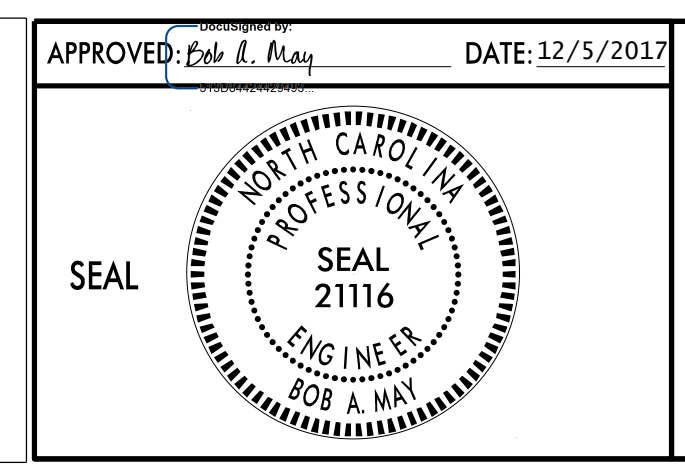 DocuSigned by:
APPROVED: Bob A. May DATE: 12/5/2017
SEAL
NORTH CAROLINA
PROFESSIONAL
SEAL
21116
ENGINEER
BOB A. MAY